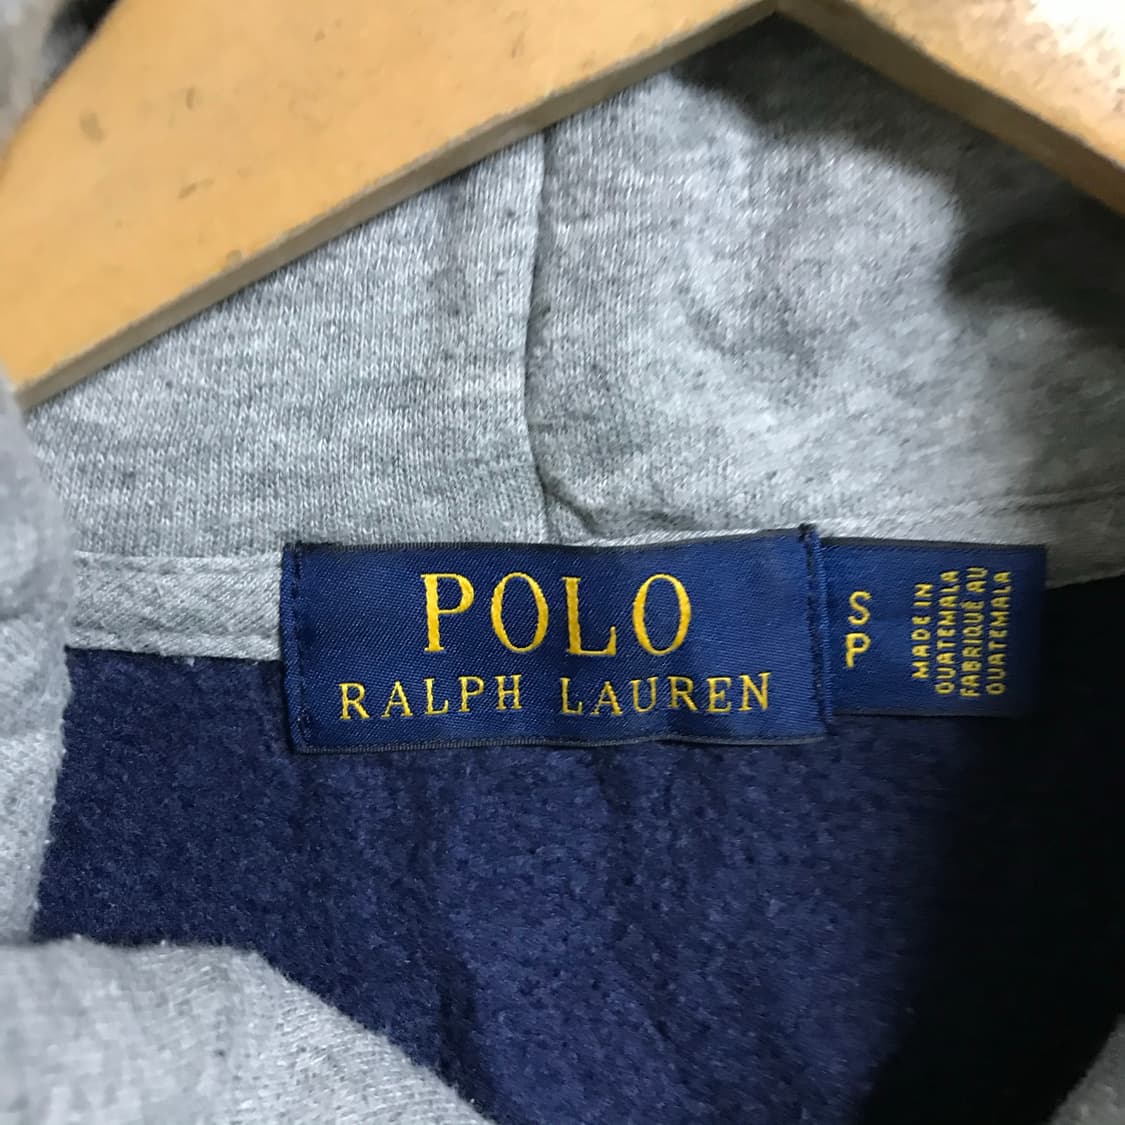 POLO
RALPH LAUREN
S
P
MADE IN
GUATEMALA
FABRIQUÉ AU
GUATEMALA